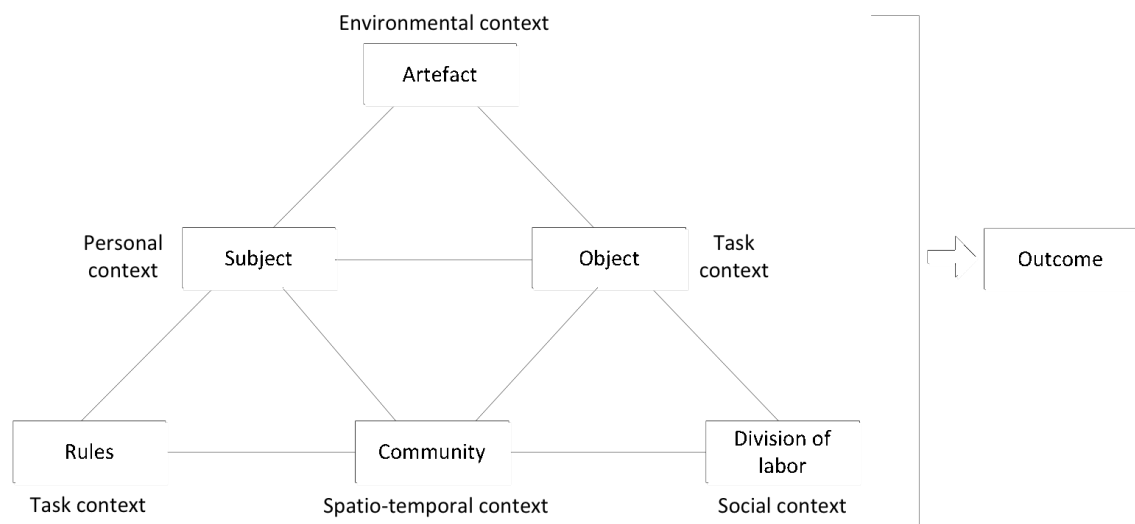 Environmental context
Artefact
Personal
context
Subject
Object
Task
context
Outcome
Rules
Community
Division of
labor
Task context
Spatio-temporal context
Social context